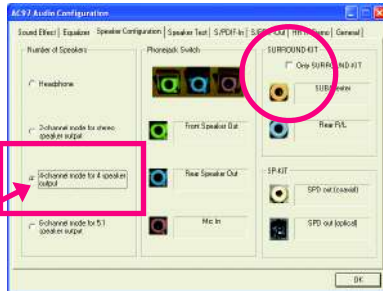 AC97 Audio Configuration
Sound Effect | Equalizer | Speaker Configuration | Speaker Test | S/PDIF-In | Demo | General
Number of Speakers
Headphone
2-channel mode for stereo speaker output
4-channel mode for 4 speaker output
6-channel mode for 5.1 speaker output
Phonejack Switch
Front Speaker Out
Rear Speaker Out
Mic In
SURROUND-KIT
Only SURROUND-KIT
Rear R/L
SP-KIT
SPD out (coaxial)
SPD out (optical)
OK